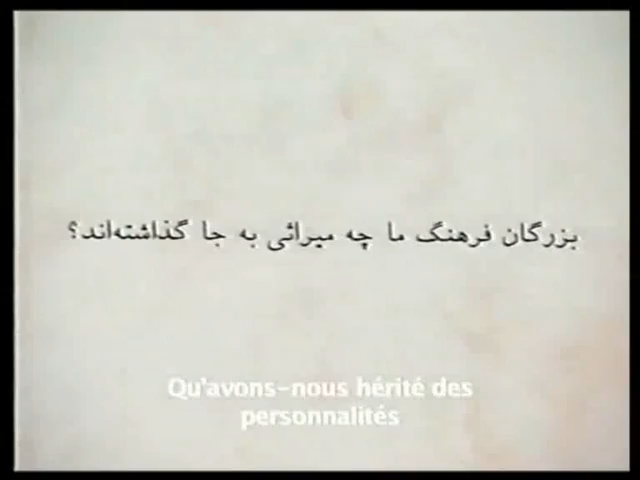 بزرگان فرهنگ ما چه میراثی به جا گذاشته‌اند؟
Qu'avons-nous hérité des
personnalités